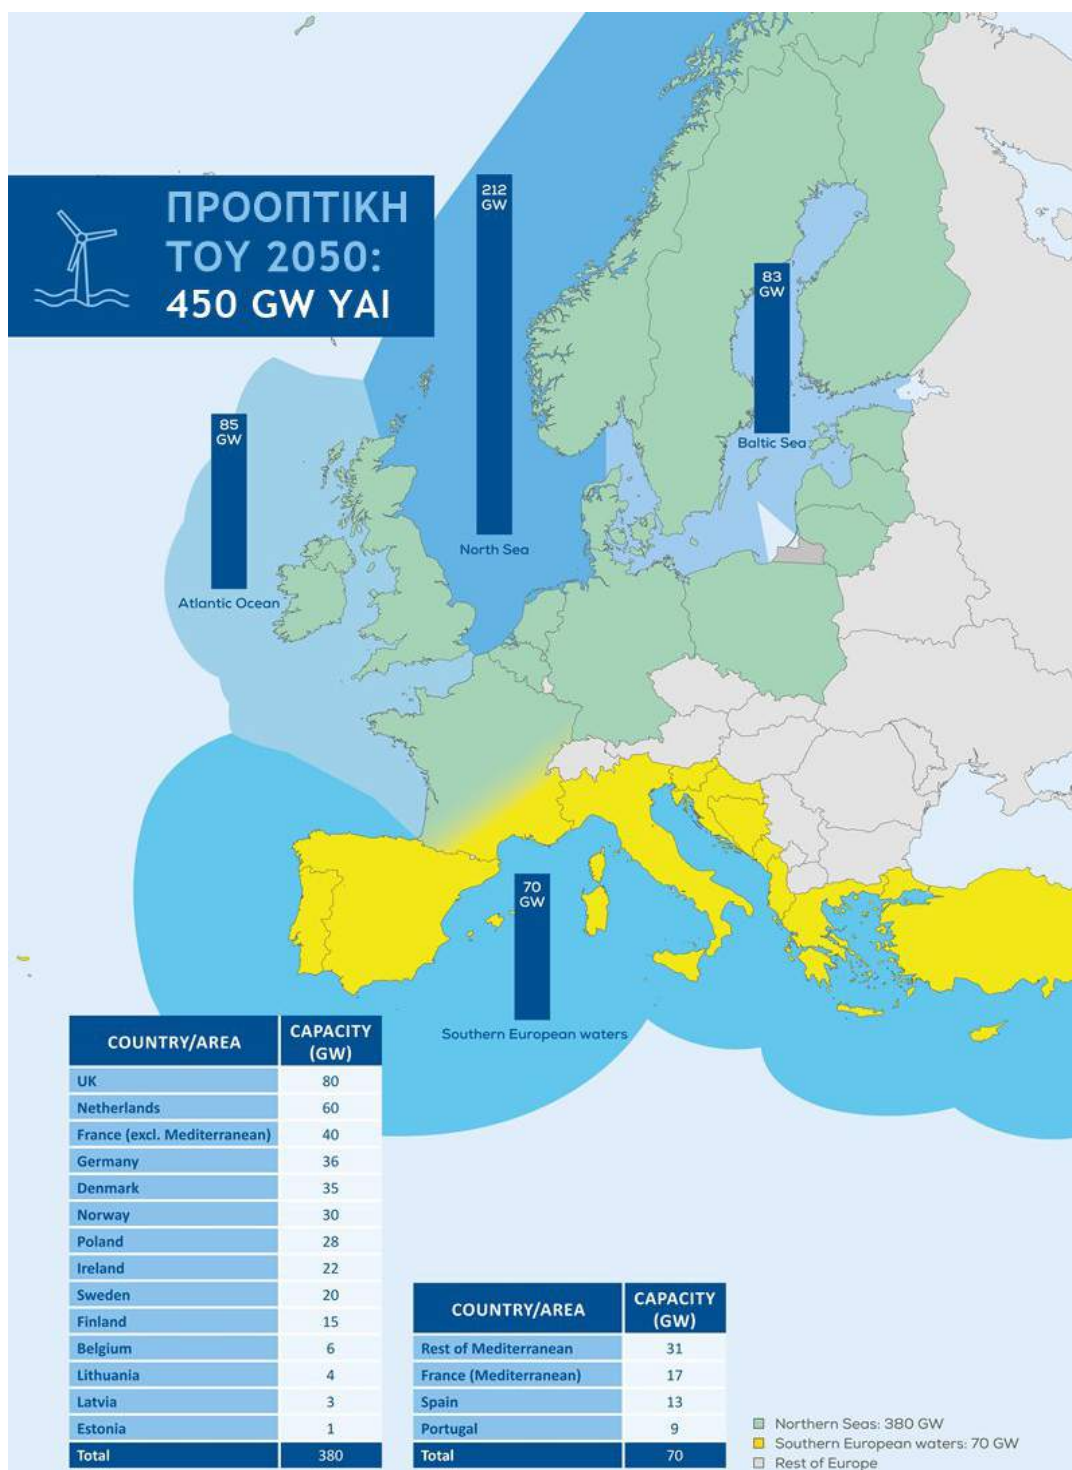 ΠΡΟΟΠΤΙΚΗ
ΤΟΥ 2050:
450 GW ΥΑΙ
212
GW
North Sea
83
GW
Baltic Sea
85
GW
Atlantic Ocean
70
GW
Southern European waters
COUNTRY/AREA CAPACITY
(GW)
UK 80
Netherlands 60
France (excl. Mediterranean) 40
Germany 36
Denmark 35
Norway 30
Poland 28
Ireland 22
Sweden 20
Finland 15
Belgium 6
Lithuania 4
Latvia 3
Estonia 1
Total 380
COUNTRY/AREA CAPACITY
(GW)
Rest of Mediterranean 31
France (Mediterranean) 17
Spain 13
Portugal 9
Total 70
Northern Seas: 380 GW
Southern European waters: 70 GW
Rest of Europe